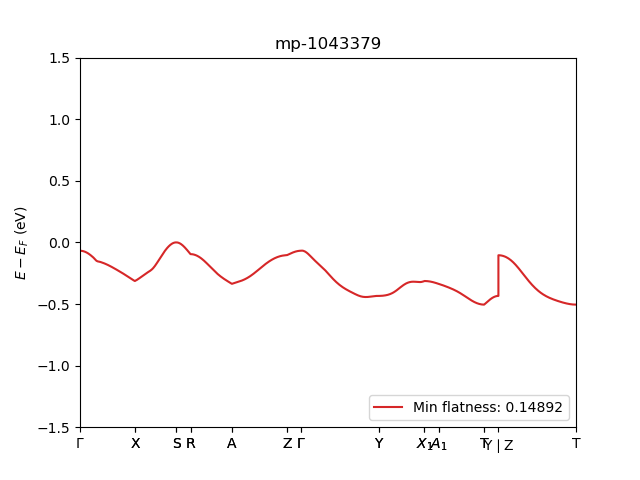 mp-1043379
E − E_F (eV)
1.5
1.0
0.5
0.0
−0.5
−1.0
−1.5
Min flatness: 0.14892
Γ X S R A Z Γ Y X₁ A₁ T Y | Z T